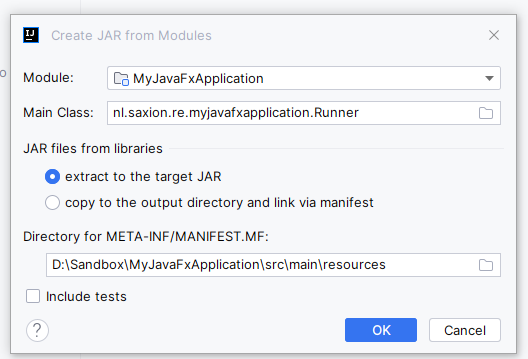 Create JAR from Modules
Module: MyJavaFxApplication
Main Class: nl.saxion.re.myjavafxapplication.Runner
JAR files from libraries
extract to the target JAR
copy to the output directory and link via manifest
Directory for META-INF/MANIFEST.MF:
D:\Sandbox\MyJavaFxApplication\src\main\resources
Include tests
? OK Cancel